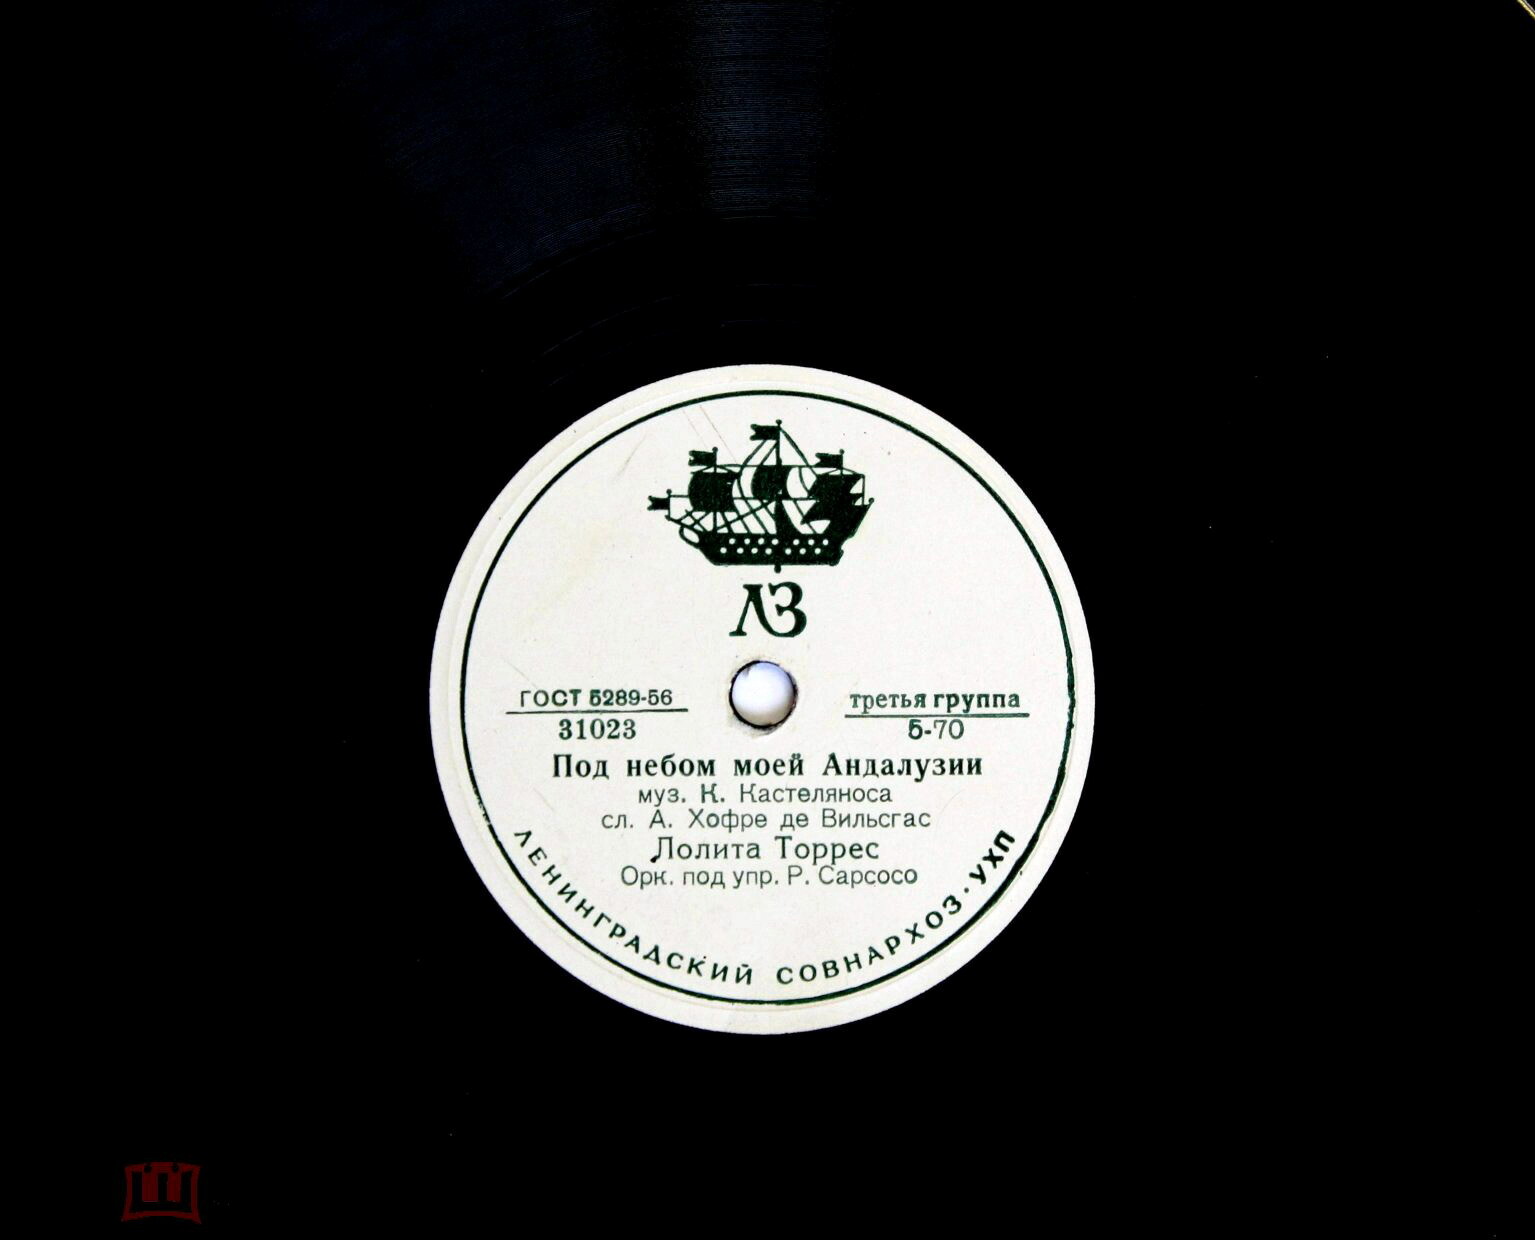 ЛЗ
ГОСТ 5289-56
31023
третья группа
5-70
Под небом моей Андалузии
муз. К. Кастеляноса
сл. А. Хофре де Вильсгас
Лолита Торрес
Орк. под упр. Р. Сарсосо
ЛЕНИНГРАДСКИЙ СОВНАРХОЗ·УХП